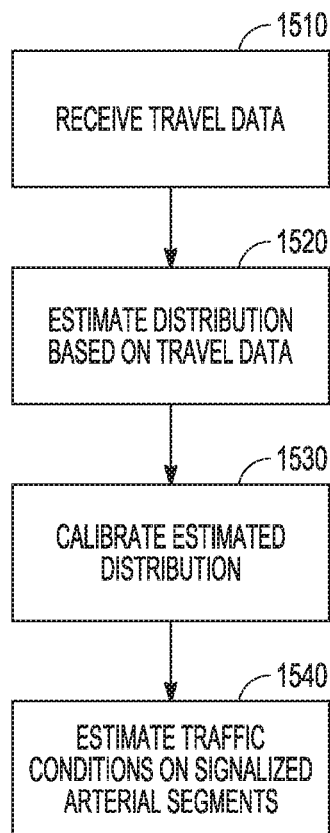 1510
RECEIVE TRAVEL DATA
1520
ESTIMATE DISTRIBUTION
BASED ON TRAVEL DATA
1530
CALIBRATE ESTIMATED
DISTRIBUTION
1540
ESTIMATE TRAFFIC
CONDITIONS ON SIGNALIZED
ARTERIAL SEGMENTS